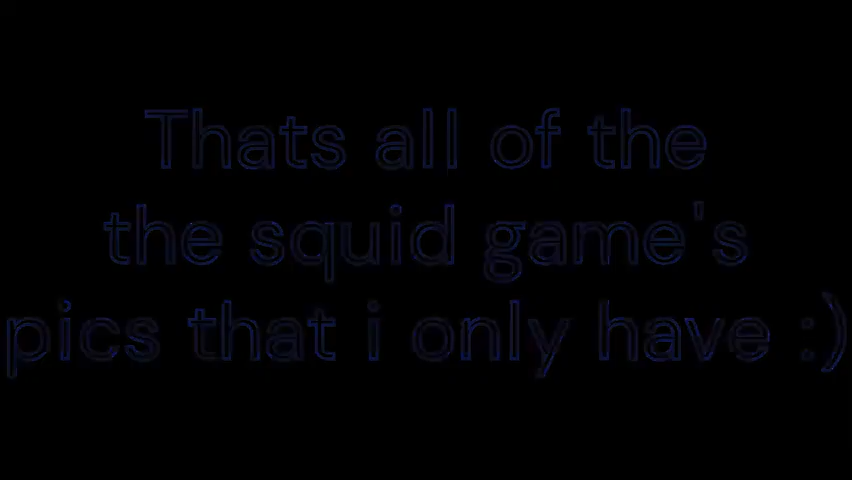 Thats all of the
the squid game's
pics that i only have :)